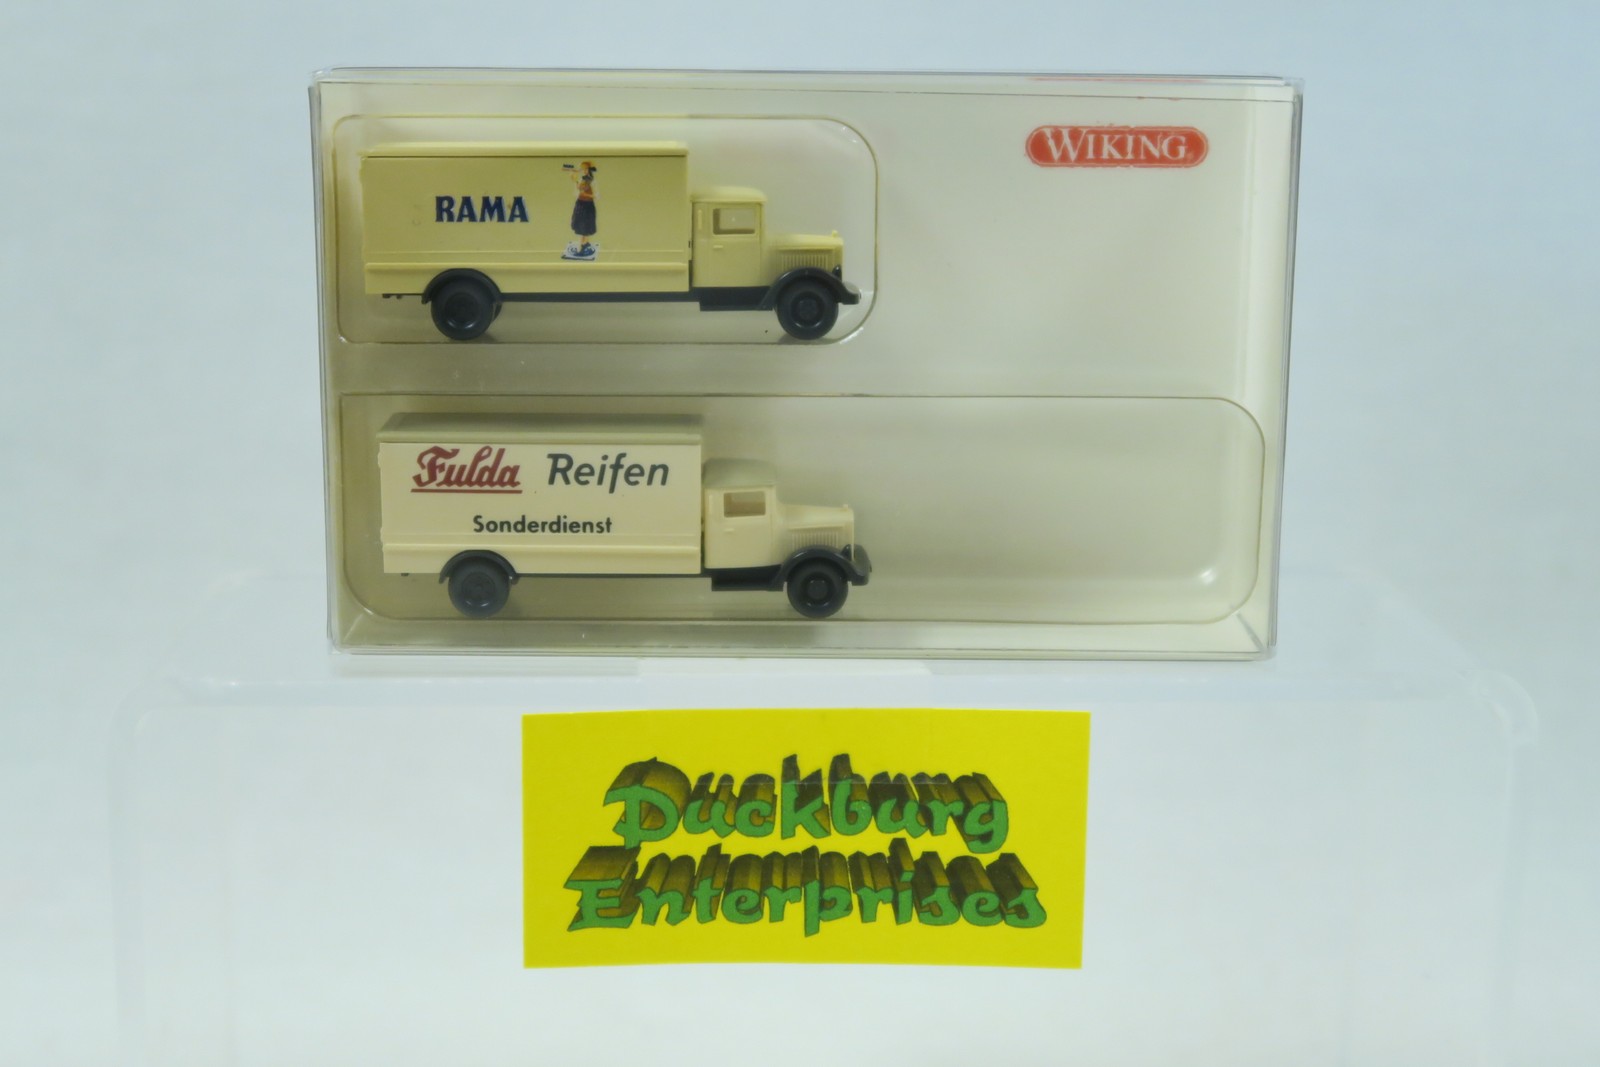 WIKING
RAMA
Fulda Reifen
Sonderdienst
Duckburg
Enterprises